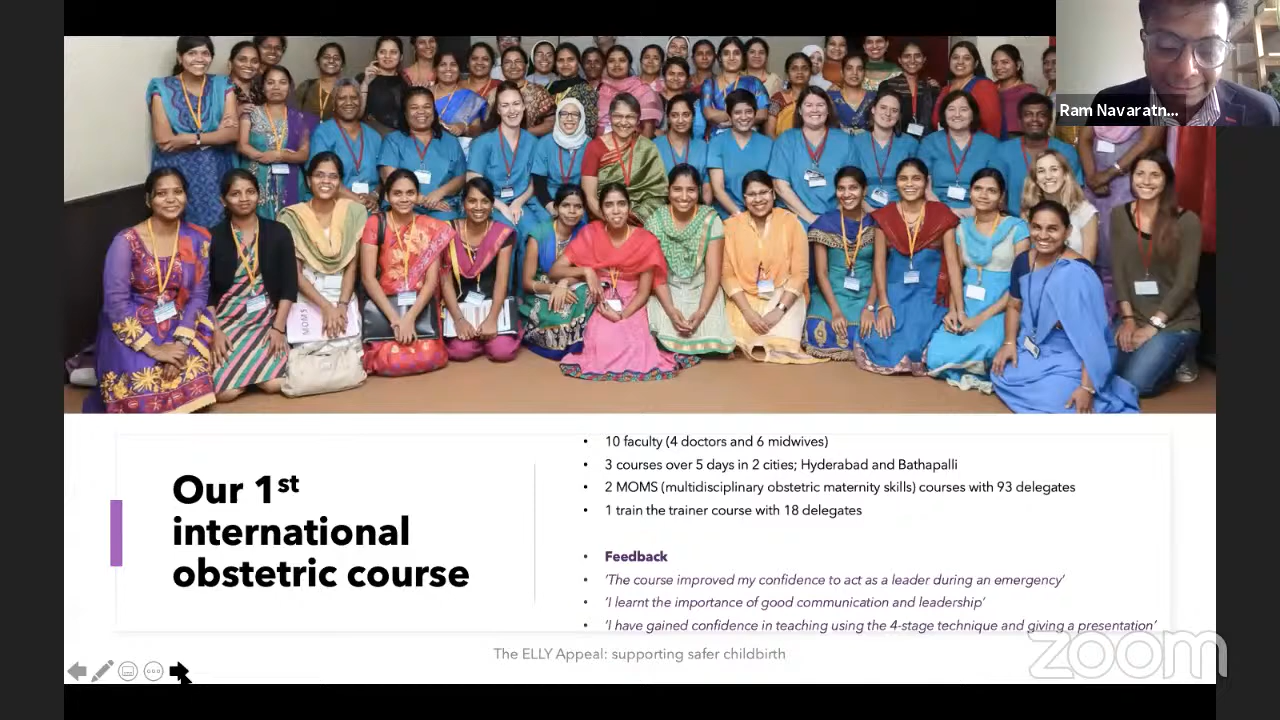 Ram Navaratn...
MOMS
Our 1st
international
obstetric course
• 10 faculty (4 doctors and 6 midwives)
• 3 courses over 5 days in 2 cities; Hyderabad and Bathapalli
• 2 MOMS (multidisciplinary obstetric maternity skills) courses with 93 delegates
• 1 train the trainer course with 18 delegates
• Feedback
• 'The course improved my confidence to act as a leader during an emergency'
• 'I learnt the importance of good communication and leadership'
• 'I have gained confidence in teaching using the 4-stage technique and giving a presentation'
The ELLY Appeal: supporting safer childbirth
zoom